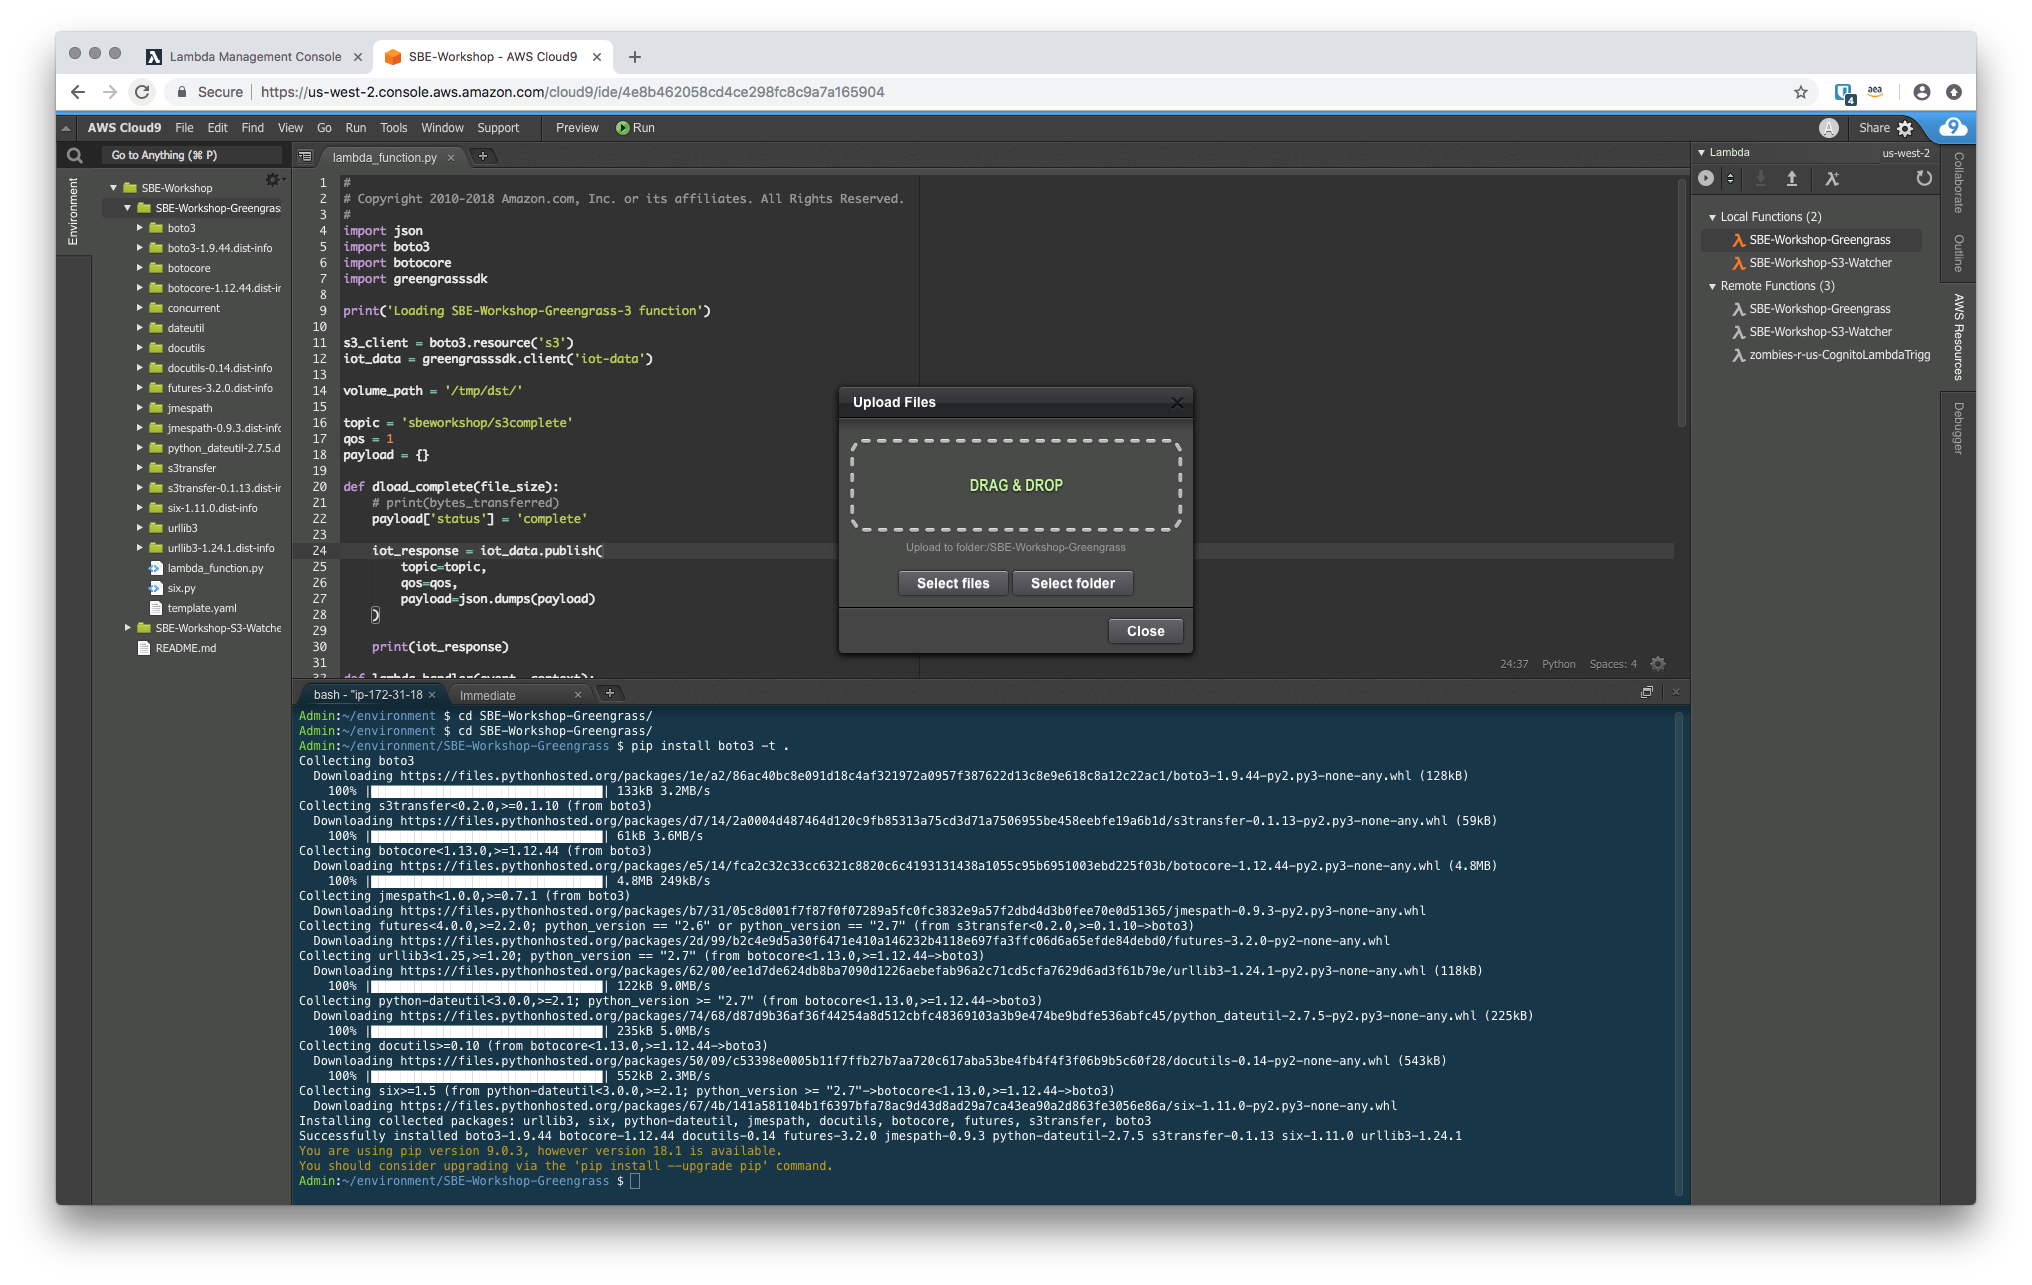 Lambda Management Console
SBE-Workshop - AWS Cloud9
Secure
https://us-west-2.console.aws.amazon.com/cloud9/ide/4e8b462058cd4ce298fc8c9a7a165904
4
aea
AWS Cloud9 File Edit Find View Go Run Tools Window Support Preview Run
A
Share
9
Go to Anything (⌘ P)
Environment
SBE-Workshop
SBE-Workshop-Greengras
boto3
boto3-1.9.44.dist-info
botocore
botocore-1.12.44.dist-ir
concurrent
dateutil
docutils
docutils-0.14.dist-info
futures-3.2.0.dist-info
jmespath
jmespath-0.9.3.dist-info
python_dateutil-2.7.5.d
s3transfer
s3transfer-0.1.13.dist-ir
six-1.11.0.dist-info
urllib3
urllib3-1.24.1.dist-info
lambda_function.py
six.py
template.yaml
SBE-Workshop-S3-Watche
README.md
lambda_function.py
1 #
2 # Copyright 2010-2018 Amazon.com, Inc. or its affiliates. All Rights Reserved.
3 #
4 import json
5 import boto3
6 import botocore
7 import greengrasssdk
8
9 print('Loading SBE-Workshop-Greengrass-3 function')
10
11 s3_client = boto3.resource('s3')
12 iot_data = greengrasssdk.client('iot-data')
13
14 volume_path = '/tmp/dst/'
15
16 topic = 'sbeworkshop/s3complete'
17 qos = 1
18 payload = {}
19
20 def dload_complete(file_size):
21 # print(bytes_transferred)
22 payload['status'] = 'complete'
23
24 iot_response = iot_data.publish(
25 topic=topic,
26 qos=qos,
27 payload=json.dumps(payload)
28 )
29
30 print(iot_response)
31
32 def lambda_handler(event, context):
24:37 Python Spaces: 4
Upload Files
DRAG & DROP
Upload to folder:/SBE-Workshop-Greengrass
Select files
Select folder
Close
Lambda
us-west-2
Local Functions (2)
SBE-Workshop-Greengrass
SBE-Workshop-S3-Watcher
Remote Functions (3)
SBE-Workshop-Greengrass
SBE-Workshop-S3-Watcher
zombies-r-us-CognitoLambdaTrigg
Collaborate
Outline
AWS Resources
Debugger
bash - "ip-172-31-18
Immediate
Admin:~/environment $ cd SBE-Workshop-Greengrass/
Admin:~/environment $ cd SBE-Workshop-Greengrass/
Admin:~/environment/SBE-Workshop-Greengrass $ pip install boto3 -t .
Collecting boto3
Downloading https://files.pythonhosted.org/packages/1e/a2/86ac40bc8e091d18c4af321972a0957f387622d13c8e9e618c8a12c22ac1/boto3-1.9.44-py2.py3-none-any.whl (128kB)
100% || 133kB 3.2MB/s
Collecting s3transfer<0.2.0,>=0.1.10 (from boto3)
Downloading https://files.pythonhosted.org/packages/d7/14/2a0004d487464d120c9fb85313a75cd3d71a7506955be458eebfe19a6b1d/s3transfer-0.1.13-py2.py3-none-any.whl (59kB)
100% || 61kB 3.6MB/s
Collecting botocore<1.13.0,>=1.12.44 (from boto3)
Downloading https://files.pythonhosted.org/packages/e5/14/fca2c32c33cc6321c8820c6c4193131438a1055c95b6951003ebd225f03b/botocore-1.12.44-py2.py3-none-any.whl (4.8MB)
100% || 4.8MB 249kB/s
Collecting jmespath<1.0.0,>=0.7.1 (from boto3)
Downloading https://files.pythonhosted.org/packages/b7/31/05c8d001f7f87f0f07289a5fc0fc3832e9a57f2dbd4d3b0fee70e0d51365/jmespath-0.9.3-py2.py3-none-any.whl
Collecting futures<4.0.0,>=2.2.0; python_version == "2.6" or python_version == "2.7" (from s3transfer<0.2.0,>=0.1.10->boto3)
Downloading https://files.pythonhosted.org/packages/2d/99/b2c4e9d5a30f6471e410a146232b4118e697fa3ffc06d6a65efde84debd0/futures-3.2.0-py2-none-any.whl
Collecting urllib3<1.25,>=1.20; python_version == "2.7" (from botocore<1.13.0,>=1.12.44->boto3)
Downloading https://files.pythonhosted.org/packages/62/00/ee1d7de624db8ba7090d1226aebefab96a2c71cd5cfa7629d6ad3f61b79e/urllib3-1.24.1-py2.py3-none-any.whl (118kB)
100% || 122kB 9.0MB/s
Collecting python-dateutil<3.0.0,>=2.1; python_version >= "2.7" (from botocore<1.13.0,>=1.12.44->boto3)
Downloading https://files.pythonhosted.org/packages/74/68/d87d9b36af36f44254a8d512cbfc48369103a3b9e474be9bdfe536abfc45/python_dateutil-2.7.5-py2.py3-none-any.whl (225kB)
100% || 235kB 5.0MB/s
Collecting docutils>=0.10 (from botocore<1.13.0,>=1.12.44->boto3)
Downloading https://files.pythonhosted.org/packages/50/09/c53398e0005b11f7ffb27b7aa720c617aba53be4fb4f4f3f06b9b5c60f28/docutils-0.14-py2-none-any.whl (543kB)
100% || 552kB 2.3MB/s
Collecting six>=1.5 (from python-dateutil<3.0.0,>=2.1; python_version >= "2.7"->botocore<1.13.0,>=1.12.44->boto3)
Downloading https://files.pythonhosted.org/packages/67/4b/141a581104b1f6397bfa78ac9d43d8ad29a7ca43ea90a2d863fe3056e86a/six-1.11.0-py2.py3-none-any.whl
Installing collected packages: urllib3, six, python-dateutil, jmespath, docutils, botocore, futures, s3transfer, boto3
Successfully installed boto3-1.9.44 botocore-1.12.44 docutils-0.14 futures-3.2.0 jmespath-0.9.3 python-dateutil-2.7.5 s3transfer-0.1.13 six-1.11.0 urllib3-1.24.1
You are using pip version 9.0.3, however version 18.1 is available.
You should consider upgrading via the 'pip install --upgrade pip' command.
Admin:~/environment/SBE-Workshop-Greengrass $